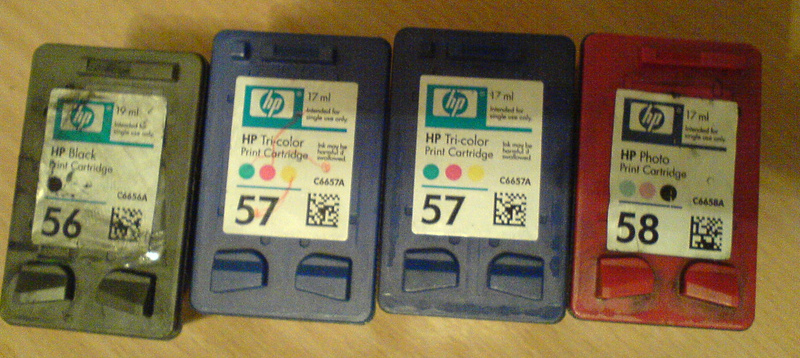 hp
19 ml
Intended for
single use only
HP Black
Print Cartridge
C6656A
56
hp
17 ml
Intended for
single use only
HP Tri-color
Print Cartridge
Ink may be
harmful if
swallowed.
C6657A
57
hp
17 ml
Intended for
single use only
HP Tri-color
Print Cartridge
Ink may be
harmful if
swallowed.
C6657A
57
hp
17 ml
Intended for
single use only
HP Photo
Print Cartridge
C6658A
58